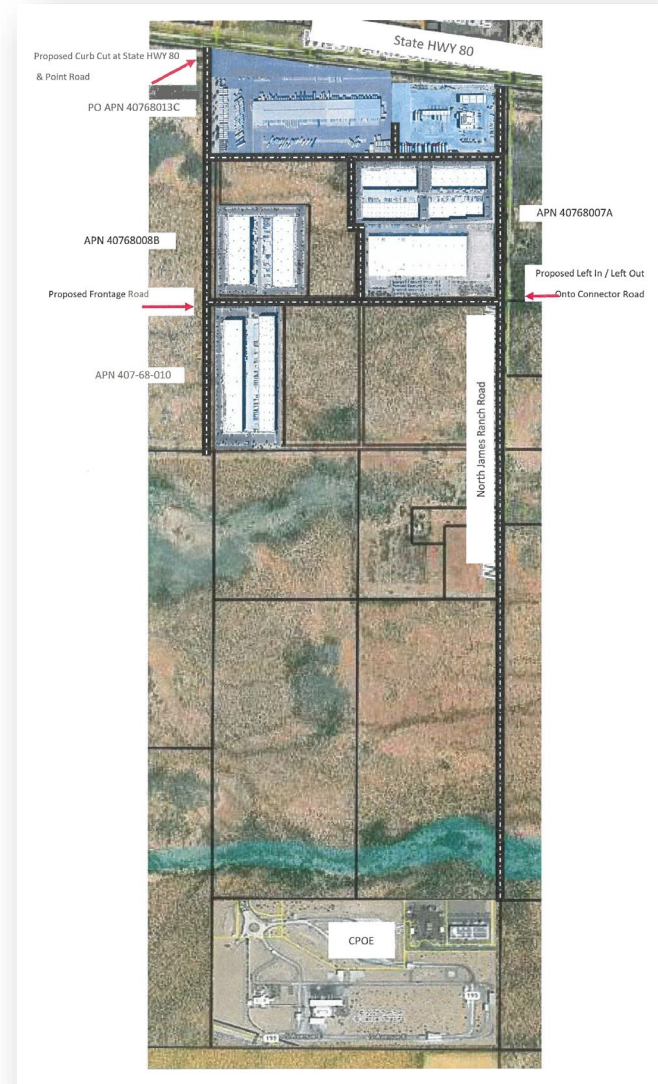 State HWY 80
Proposed Curb Cut at State HWY 80
& Point Road
PO APN 40768013C
APN 40768007A
APN 40768008B
Proposed Left In / Left Out
Onto Connector Road
Proposed Frontage Road
APN 407-68-010
North James Ranch Road
CPOE
195
199